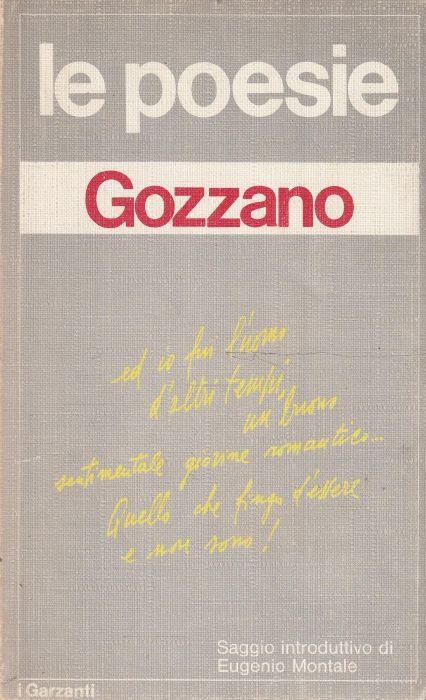 le poesie
Gozzano
ed io fui l'uomo
d'altri tempi,
un buono
sentimentale giovine romantico...
Quello che fingo d'essere
e non sono!
Saggio introduttivo di
Eugenio Montale
i Garzanti